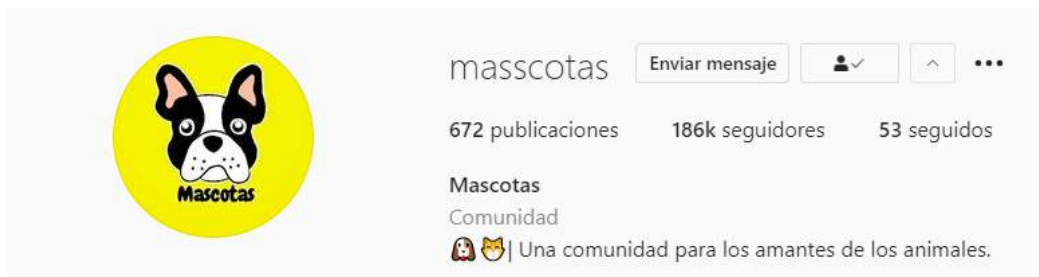 Mascotas
masscotas Enviar mensaje
672 publicaciones 186k seguidores 53 seguidos
Mascotas
Comunidad
🐶 🐱| Una comunidad para los amantes de los animales.